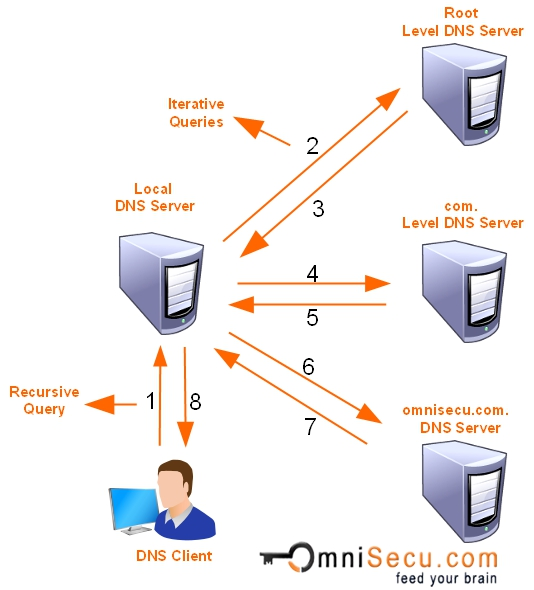 Root
Level DNS Server
Iterative
Queries
2
3
Local
DNS Server
com.
Level DNS Server
4
5
6
7
omnisecu.com.
DNS Server
Recursive
Query
1
8
DNS Client
OmniSecu.com
feed your brain